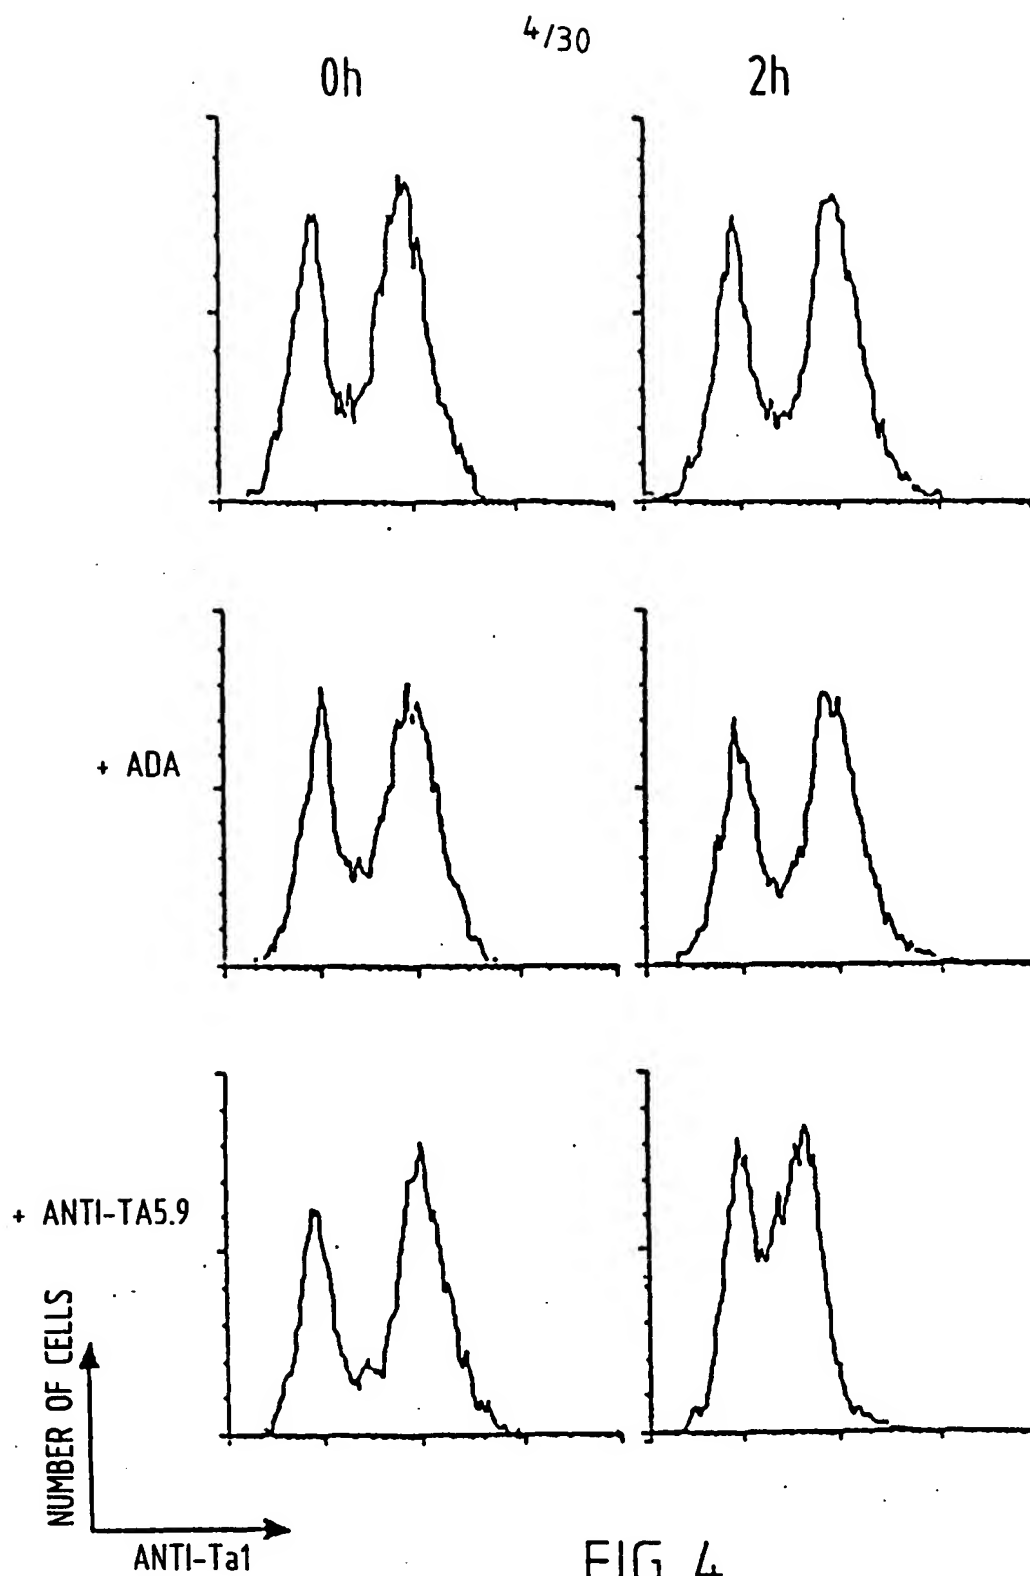 4/30
0h
2h
+ ADA
+ ANTI-TA5.9
NUMBER OF CELLS
ANTI-Ta1
FIG. 4